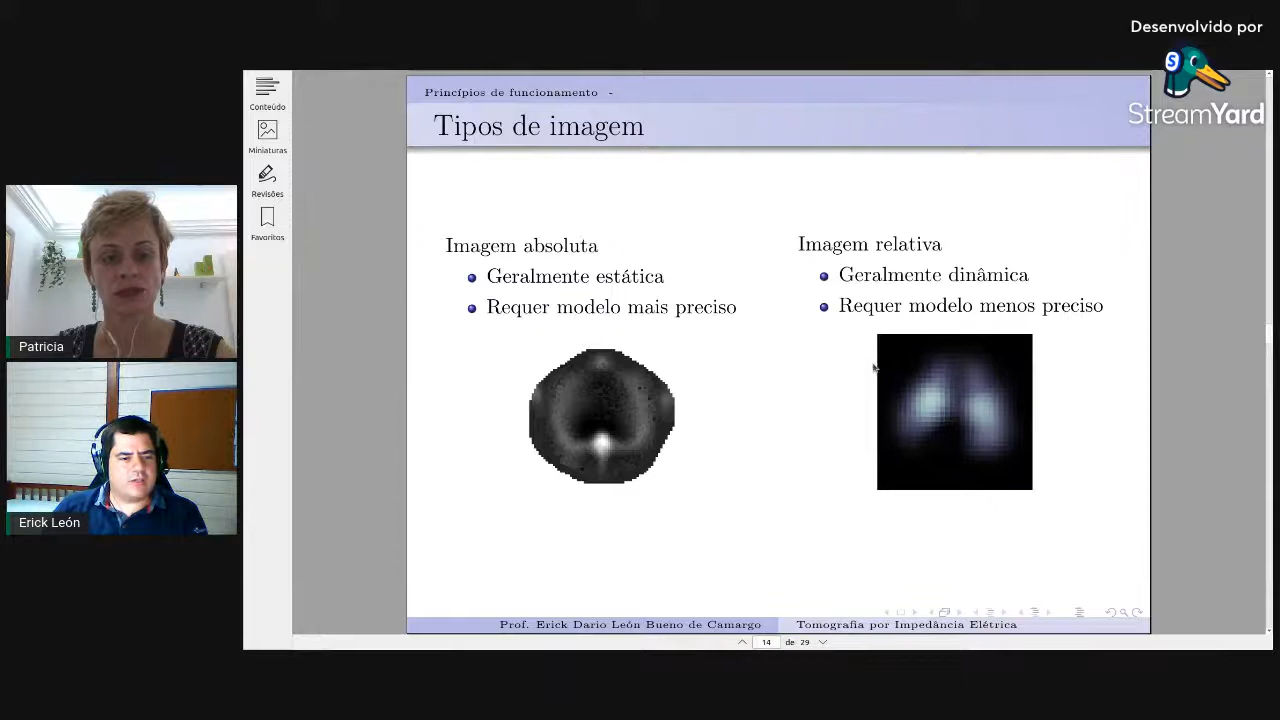 Desenvolvido por
StreamYard
Conteúdo
Miniaturas
Revisões
Favoritos
Princípios de funcionamento -
Tipos de imagem
Imagem absoluta
Geralmente estática
Requer modelo mais preciso
Imagem relativa
Geralmente dinâmica
Requer modelo menos preciso
Patricia
Erick León
Prof. Erick Dario León Bueno de Camargo
Tomografia por Impedância Elétrica
14 de 29